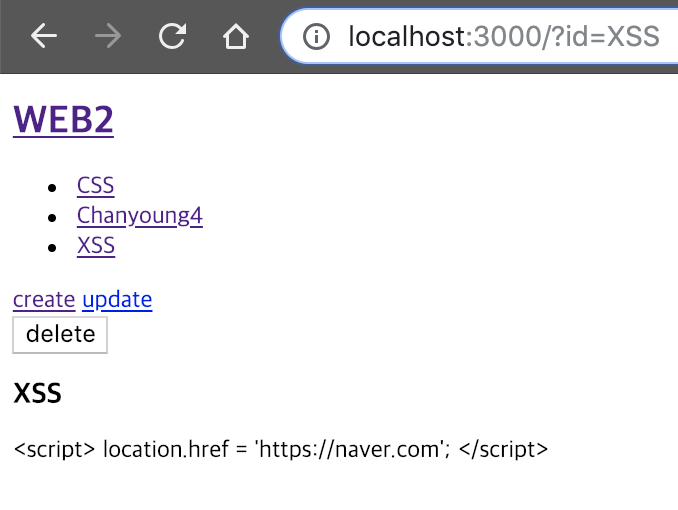 localhost:3000/?id=XSS
WEB2
CSS
Chanyoung4
XSS
create update
delete
XSS
<script> location.href = 'https://naver.com'; </script>